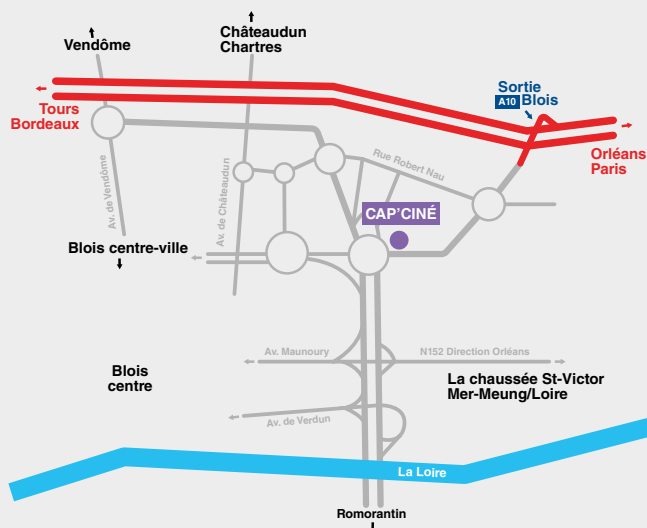 Vendôme
Châteaudun
Chartres
Sortie
A10 Blois
Tours
Bordeaux
Orléans
Paris
Rue Robert Nau
Av. de Vendôme
Av. de Châteaudun
CAP'CINÉ
Blois centre-ville
Av. Maunoury
N152 Direction Orléans
Blois
centre
La chaussée St-Victor
Mer-Meung/Loire
Av. de Verdun
La Loire
Romorantin